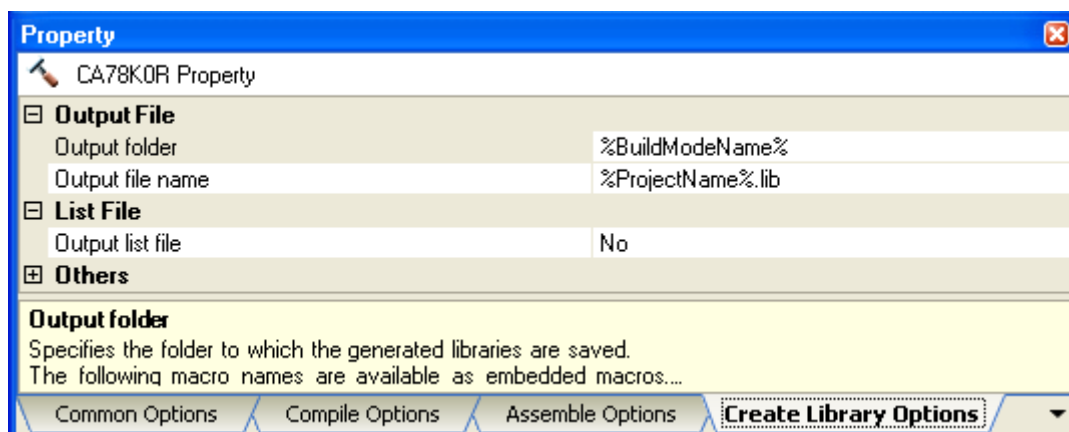 Property
CA78K0R Property
Output File
Output folder %BuildModeName%
Output file name %ProjectName%.lib
List File
Output list file No
Others
Output folder
Specifies the folder to which the generated libraries are saved.
The following macro names are available as embedded macros....
Common Options Compile Options Assemble Options Create Library Options